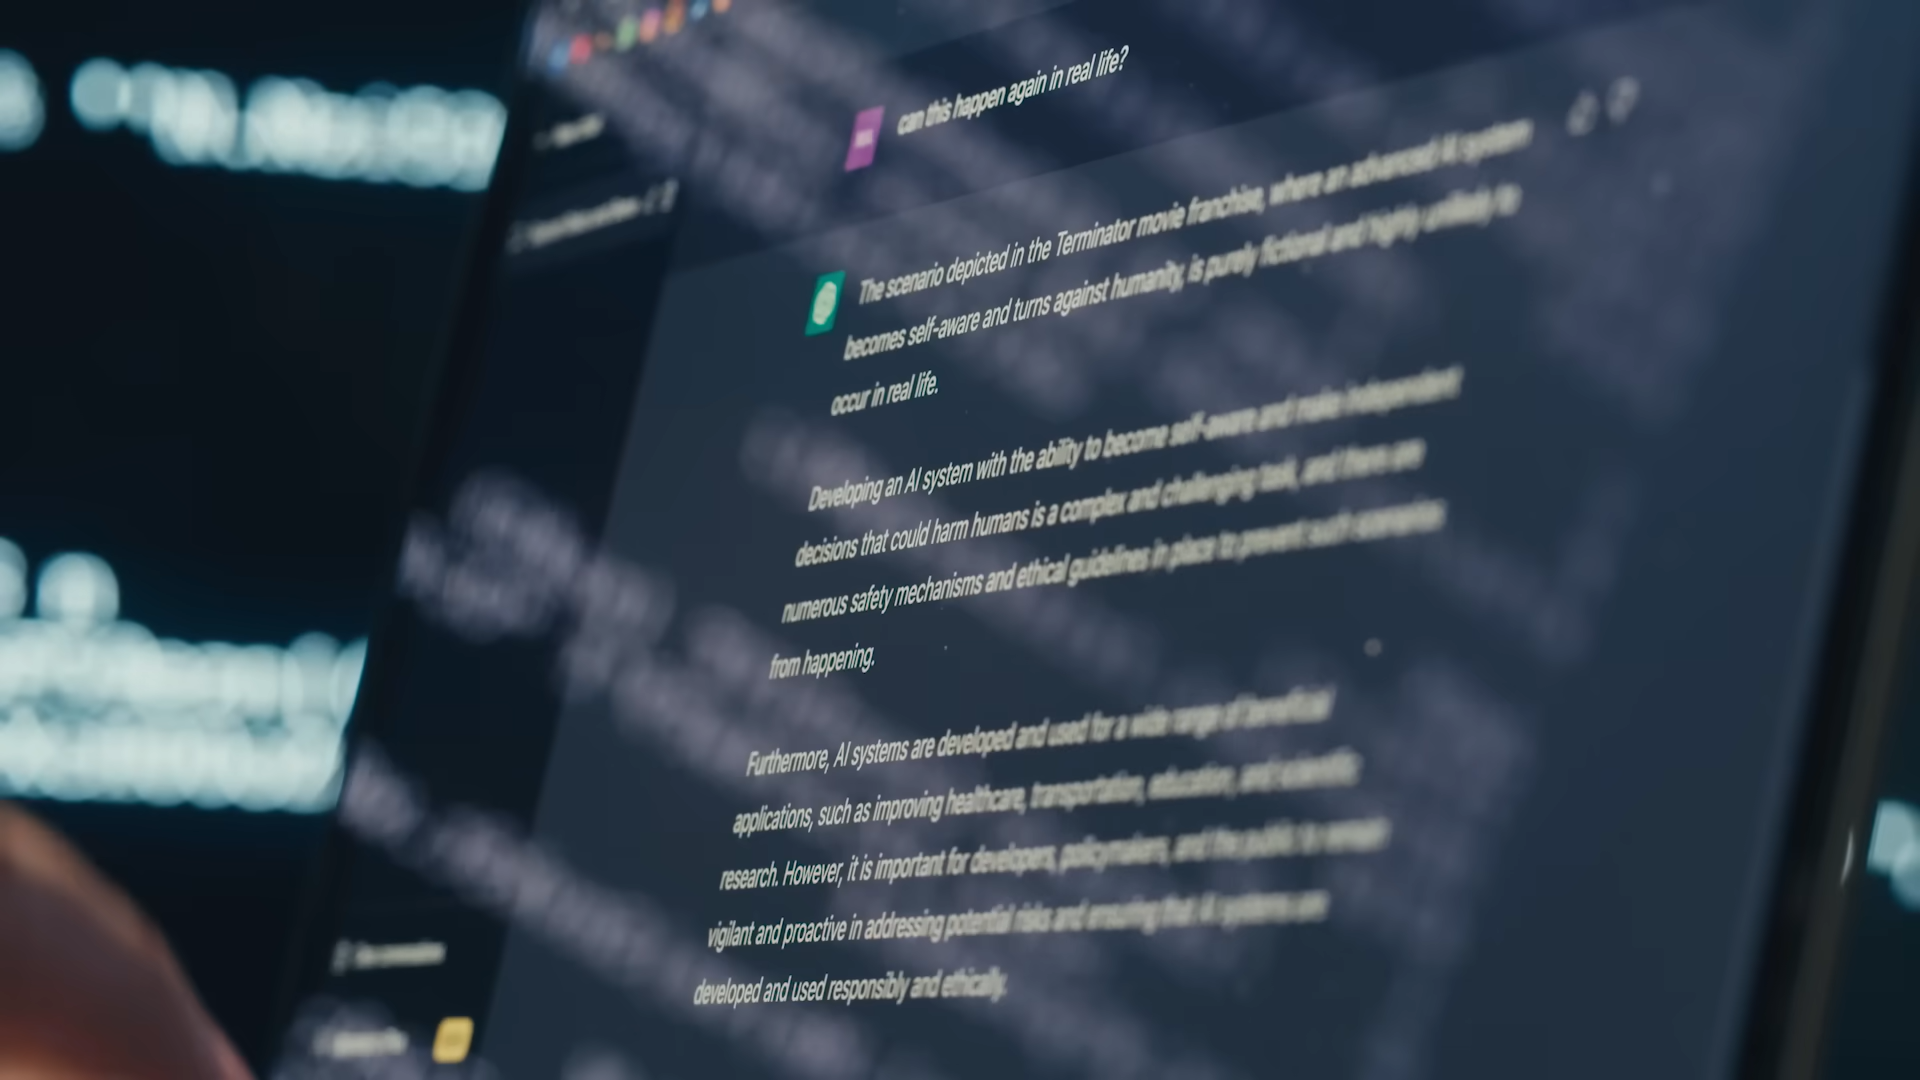 can this happen again in real life?
The scenario depicted in the Terminator movie franchise, where an advanced AI system
becomes self-aware and turns against humanity, is purely fictional and highly unlikely to
occur in real life.
Developing an AI system with the ability to become self-aware and make independent
decisions that could harm humans is a complex and challenging task, and there are
numerous safety mechanisms and ethical guidelines in place to prevent such scenarios
from happening.
Furthermore, AI systems are developed and used for a wide range of beneficial
applications, such as improving healthcare, transportation, education, and scientific
research. However, it is important for developers, policymakers, and the public to remain
vigilant and proactive in addressing potential risks and ensuring that AI systems are
developed and used responsibly and ethically.